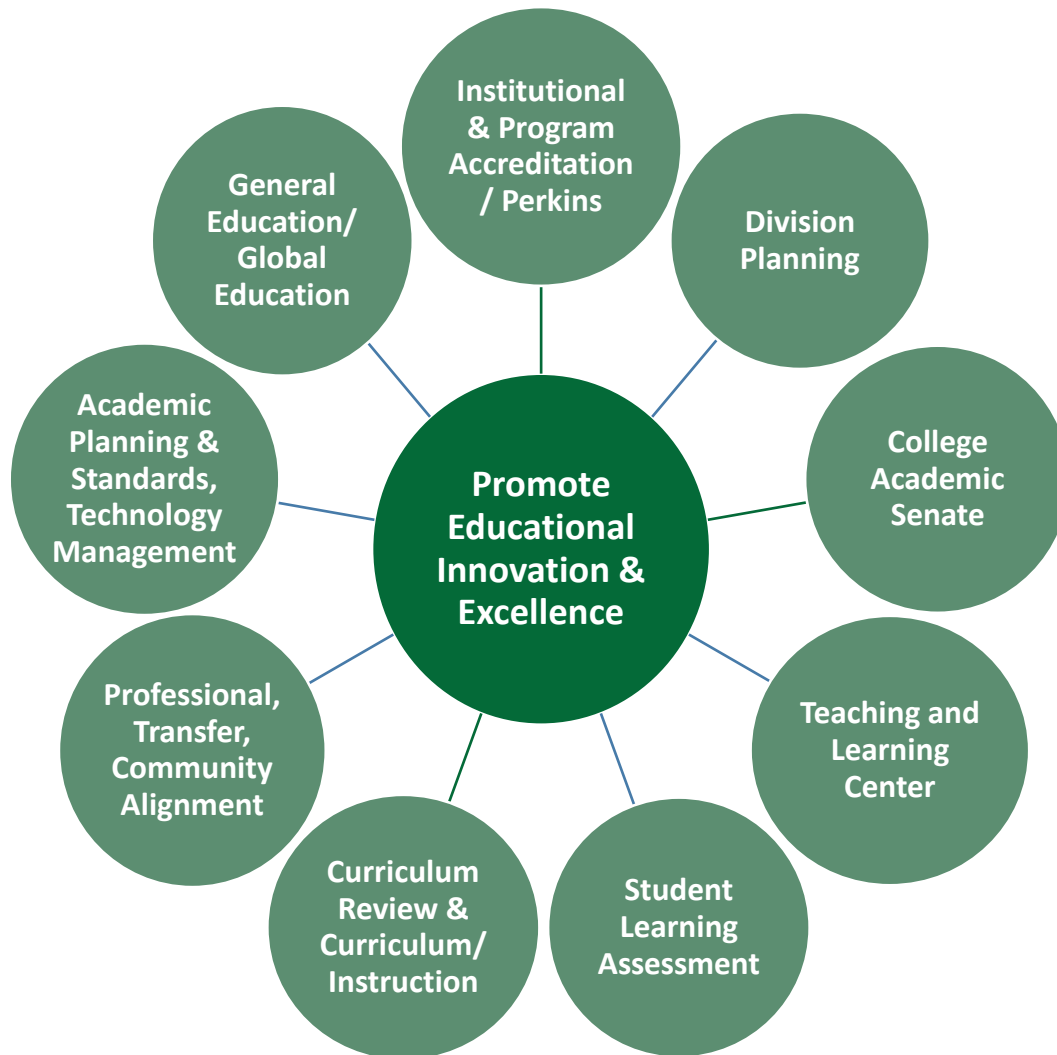 Institutional
& Program
Accreditation
/ Perkins
Division
Planning
College
Academic
Senate
Teaching and
Learning
Center
Student
Learning
Assessment
Curriculum
Review &
Curriculum/
Instruction
Professional,
Transfer,
Community
Alignment
Academic
Planning &
Standards,
Technology
Management
General
Education/
Global
Education
Promote
Educational
Innovation &
Excellence